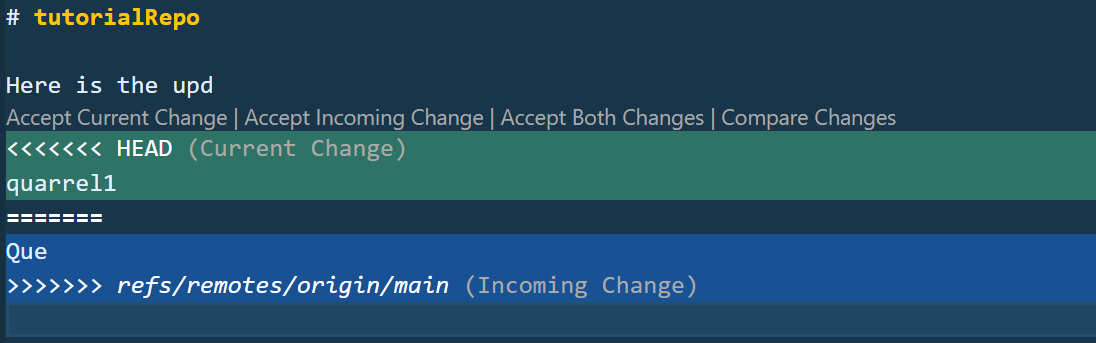 # tutorialRepo
Here is the upd
Accept Current Change | Accept Incoming Change | Accept Both Changes | Compare Changes
<<<<<<< HEAD (Current Change)
quarrel1
=======
Que
>>>>>>> refs/remotes/origin/main (Incoming Change)